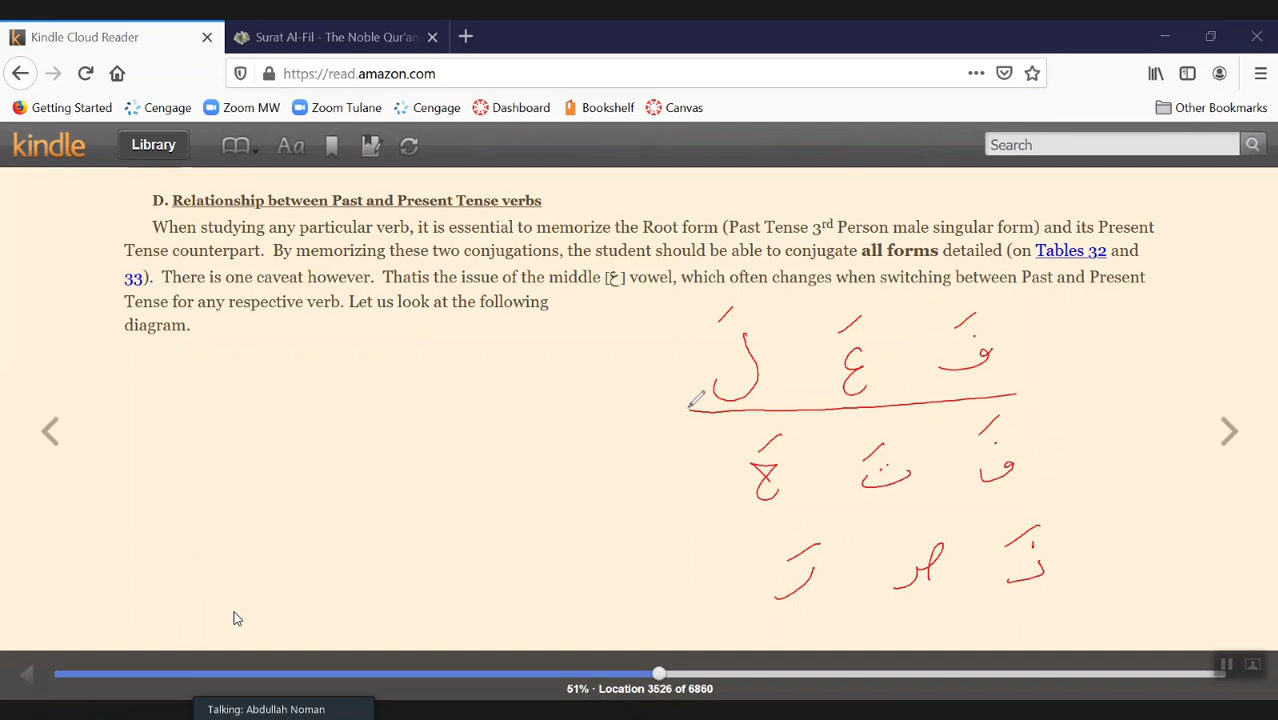 Kindle Cloud Reader
Surat Al-Fil - The Noble Qur'an
https://read.amazon.com
Getting Started Cengage Zoom MW Zoom Tulane Cengage Dashboard Bookshelf Canvas Other Bookmarks
kindle Library Aa Search
D. Relationship between Past and Present Tense verbs
When studying any particular verb, it is essential to memorize the Root form (Past Tense 3rd Person male singular form) and its Present
Tense counterpart. By memorizing these two conjugations, the student should be able to conjugate all forms detailed (on Tables 32 and
33). There is one caveat however. Thatis the issue of the middle [ع] vowel, which often changes when switching between Past and Present
Tense for any respective verb. Let us look at the following
diagram.
فَ عَ لَ
فَ تَ حَ
51% · Location 3526 of 6860
Talking: Abdullah Noman